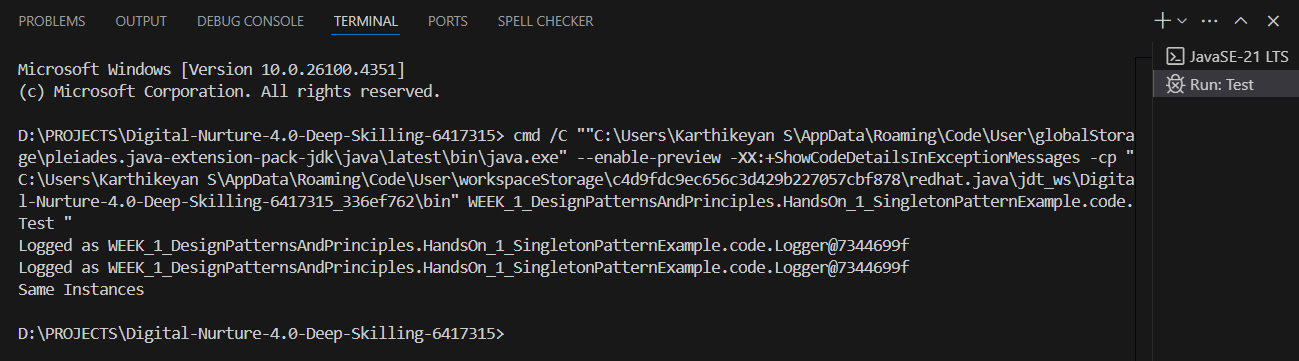 PROBLEMS OUTPUT DEBUG CONSOLE TERMINAL PORTS SPELL CHECKER
JavaSE-21 LTS
Run: Test
Microsoft Windows [Version 10.0.26100.4351]
(c) Microsoft Corporation. All rights reserved.
D:\PROJECTS\Digital-Nurture-4.0-Deep-Skilling-6417315> cmd /C ""C:\Users\Karthikeyan S\AppData\Roaming\Code\User\globalStora
ge\pleiades.java-extension-pack-jdk\java\latest\bin\java.exe" --enable-preview -XX:+ShowCodeDetailsInExceptionMessages -cp "
C:\Users\Karthikeyan S\AppData\Roaming\Code\User\workspaceStorage\c4d9fdc9ec656c3d429b227057cbf878\redhat.java\jdt_ws\Digita
l-Nurture-4.0-Deep-Skilling-6417315_336ef762\bin" WEEK_1_DesignPatternsAndPrinciples.HandsOn_1_SingletonPatternExample.code.
Test "
Logged as WEEK_1_DesignPatternsAndPrinciples.HandsOn_1_SingletonPatternExample.code.Logger@7344699f
Logged as WEEK_1_DesignPatternsAndPrinciples.HandsOn_1_SingletonPatternExample.code.Logger@7344699f
Same Instances
D:\PROJECTS\Digital-Nurture-4.0-Deep-Skilling-6417315>